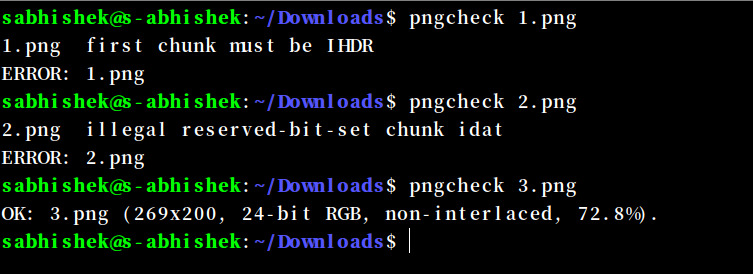 sabhishek@s-abhishek:~/Downloads$ pngcheck 1.png
1.png  first chunk must be IHDR
ERROR: 1.png
sabhishek@s-abhishek:~/Downloads$ pngcheck 2.png
2.png  illegal reserved-bit-set chunk idat
ERROR: 2.png
sabhishek@s-abhishek:~/Downloads$ pngcheck 3.png
OK: 3.png (269x200, 24-bit RGB, non-interlaced, 72.8%).
sabhishek@s-abhishek:~/Downloads$